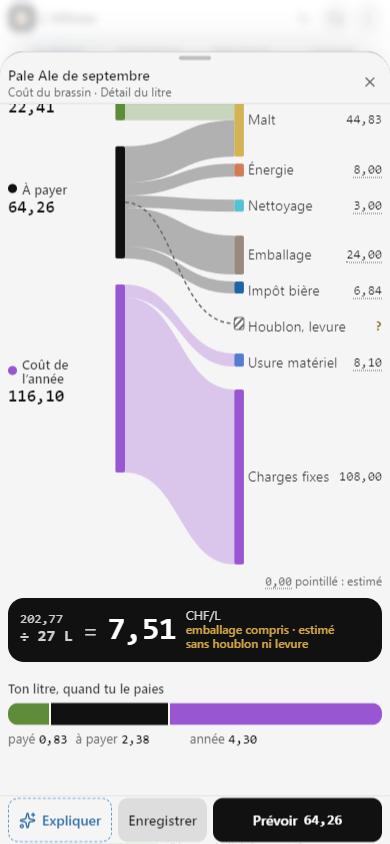 Pale Ale de septembre
Coût du brassin · Détail du litre
22,41
Malt 44,83
Énergie 8,00
À payer
64,26
Nettoyage 3,00
Emballage 24,00
Impôt bière 6,84
Houblon, levure ?
Usure matériel 8,10
Coût de
l'année
116,10
Charges fixes 108,00
0,00 pointillé : estimé
202,77
÷ 27 L = 7,51 CHF/L
emballage compris · estimé
sans houblon ni levure
Ton litre, quand tu le paies
payé 0,83 à payer 2,38 année 4,30
Expliquer Enregistrer Prévoir 64,26